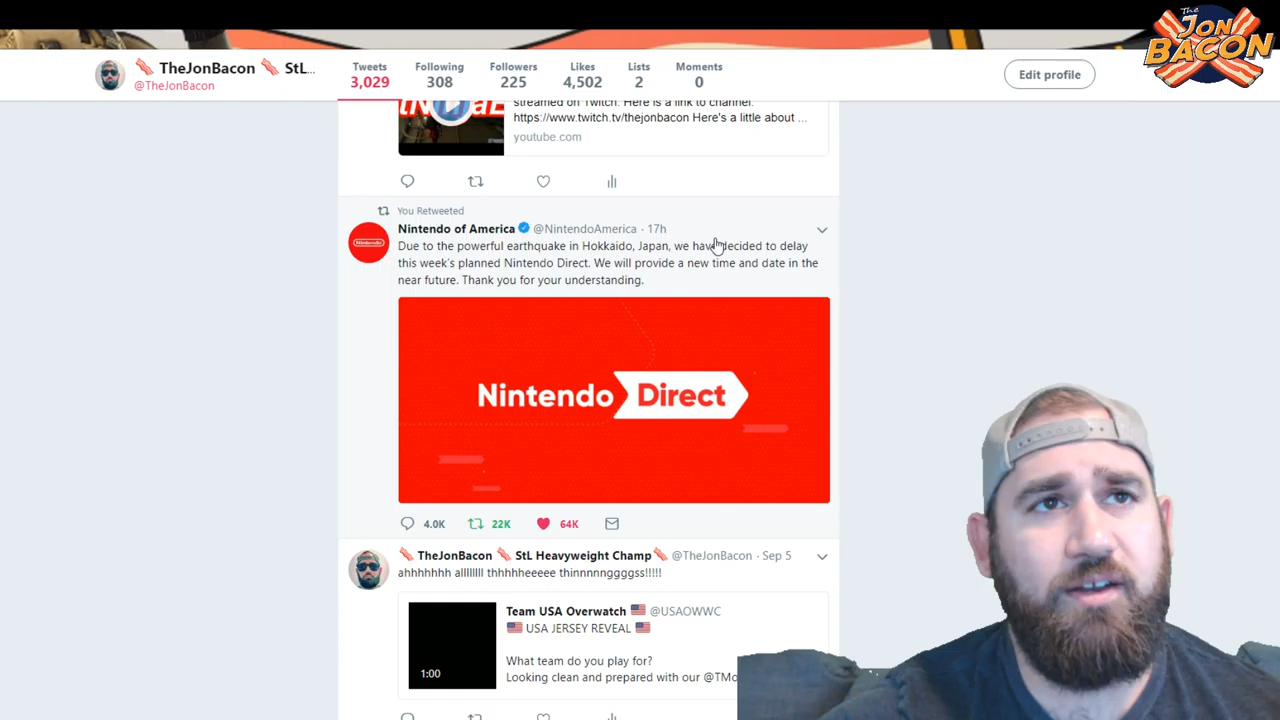 The
JON
BACON
TheJonBacon StL...
@TheJonBacon
Tweets
3,029
Following
308
Followers
225
Likes
4,502
Lists
2
Moments
0
Edit profile
streamed on Twitch. Here is a link to channel.
https://www.twitch.tv/thejonbacon Here's a little about ...
youtube.com
You Retweeted
Nintendo of America @NintendoAmerica · 17h
Due to the powerful earthquake in Hokkaido, Japan, we have decided to delay
this week's planned Nintendo Direct. We will provide a new time and date in the
near future. Thank you for your understanding.
Nintendo
Nintendo Direct
4.0K 22K 64K
TheJonBacon StL Heavyweight Champ @TheJonBacon · Sep 5
ahhhhhhh alllllllll thhhhheeeee thinnnnnggggss!!!!!
Team USA Overwatch @USAOWWC
USA JERSEY REVEAL
What team do you play for?
Looking clean and prepared with our @TMo
1:00